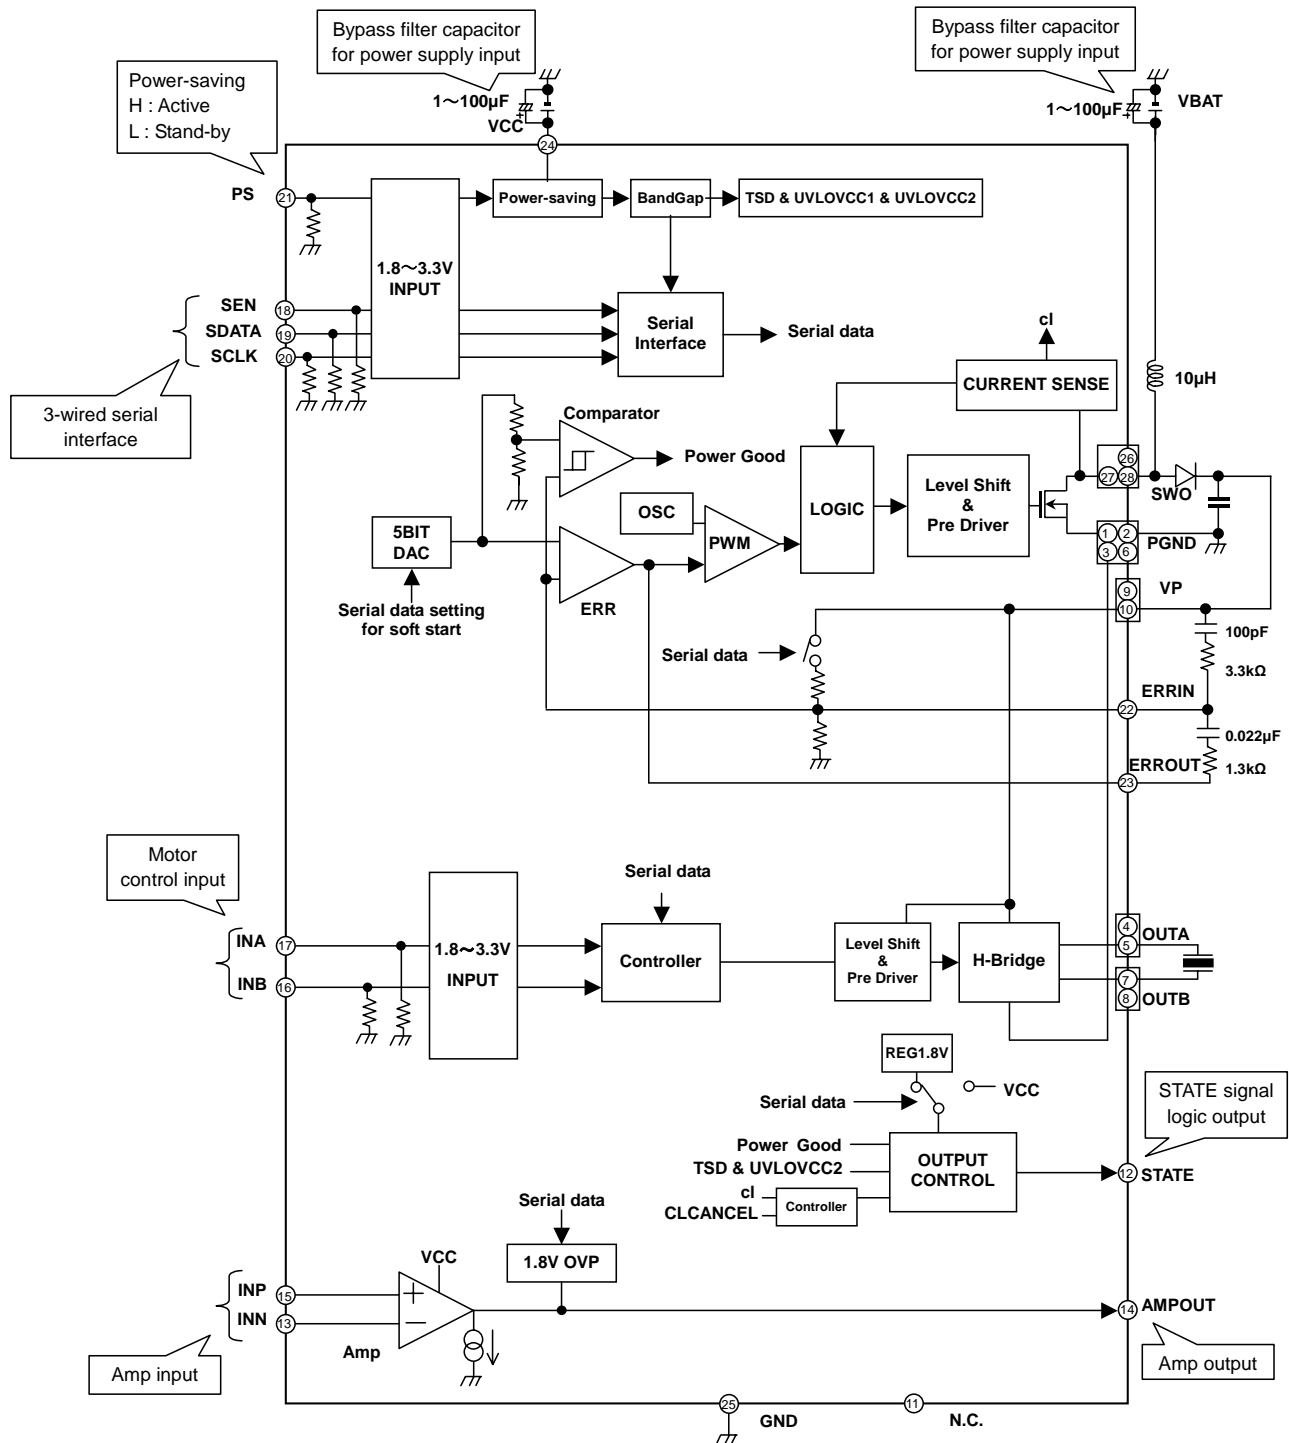 Bypass filter capacitor
for power supply input
Bypass filter capacitor
for power supply input
Power-saving
H : Active
L : Stand-by
1～100µF
+
VCC
1～100µF
+
VBAT
24
PS
21
Power-saving
BandGap
TSD & UVLOVCC1 & UVLOVCC2
1.8～3.3V
INPUT
SEN
18
SDATA
19
SCLK
20
Serial
Interface
Serial data
3-wired serial
interface
cl
CURRENT SENSE
10µH
Comparator
Power Good
26
27
28
SWO
OSC
PWM
LOGIC
Level Shift
&
Pre Driver
5BIT
DAC
ERR
1
2
3
6
PGND
Serial data setting
for soft start
9
10
VP
100pF
3.3kΩ
Serial data
ERRIN
22
0.022µF
1.3kΩ
ERROUT
23
Motor
control input
Serial data
INA
17
INB
16
1.8～3.3V
INPUT
Controller
Level Shift
&
Pre Driver
H-Bridge
4
5
OUTA
7
8
OUTB
REG1.8V
VCC
Serial data
STATE signal
logic output
Power Good
TSD & UVLOVCC2
cl
CLCANCEL
Controller
OUTPUT
CONTROL
12
STATE
Serial data
1.8V OVP
VCC
INP
15
INN
13
+
−
Amp
14
AMPOUT
Amp input
Amp output
25
GND
11
N.C.